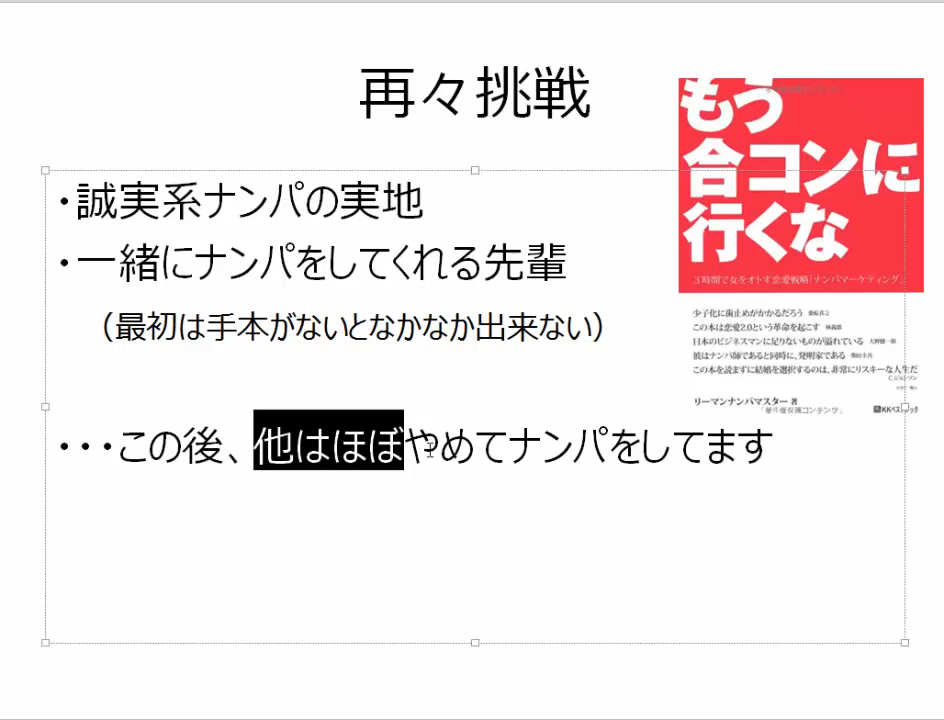 再々挑戦
・誠実系ナンパの実地
・一緒にナンパをしてくれる先輩
（最初は手本がないとなかなか出来ない）
・・・この後、他はほぼやめてナンパをしてます
もう
合コンに
行くな
３時間で女をオトす恋愛戦略「ナンパマーケティング」
少子化に歯止めがかかるだろう
この本は恋愛2.0という革命を起こす
日本のビジネスマンに足りないものが溢れている
彼はナンパ師であると同時に、発明家である
この本を読まずに結婚を選択するのは、非常にリスキーな人生だ
リーマンナンパマスター 著
「著作権保護コンテンツ」